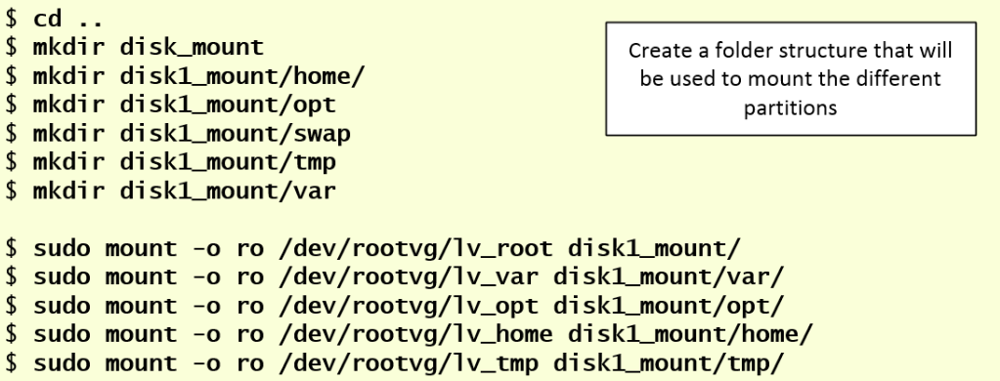 $ cd ..
$ mkdir disk_mount
$ mkdir disk1_mount/home/
$ mkdir disk1_mount/opt
$ mkdir disk1_mount/swap
$ mkdir disk1_mount/tmp
$ mkdir disk1_mount/var
Create a folder structure that will
be used to mount the different
partitions
$ sudo mount -o ro /dev/rootvg/lv_root disk1_mount/
$ sudo mount -o ro /dev/rootvg/lv_var disk1_mount/var/
$ sudo mount -o ro /dev/rootvg/lv_opt disk1_mount/opt/
$ sudo mount -o ro /dev/rootvg/lv_home disk1_mount/home/
$ sudo mount -o ro /dev/rootvg/lv_tmp disk1_mount/tmp/